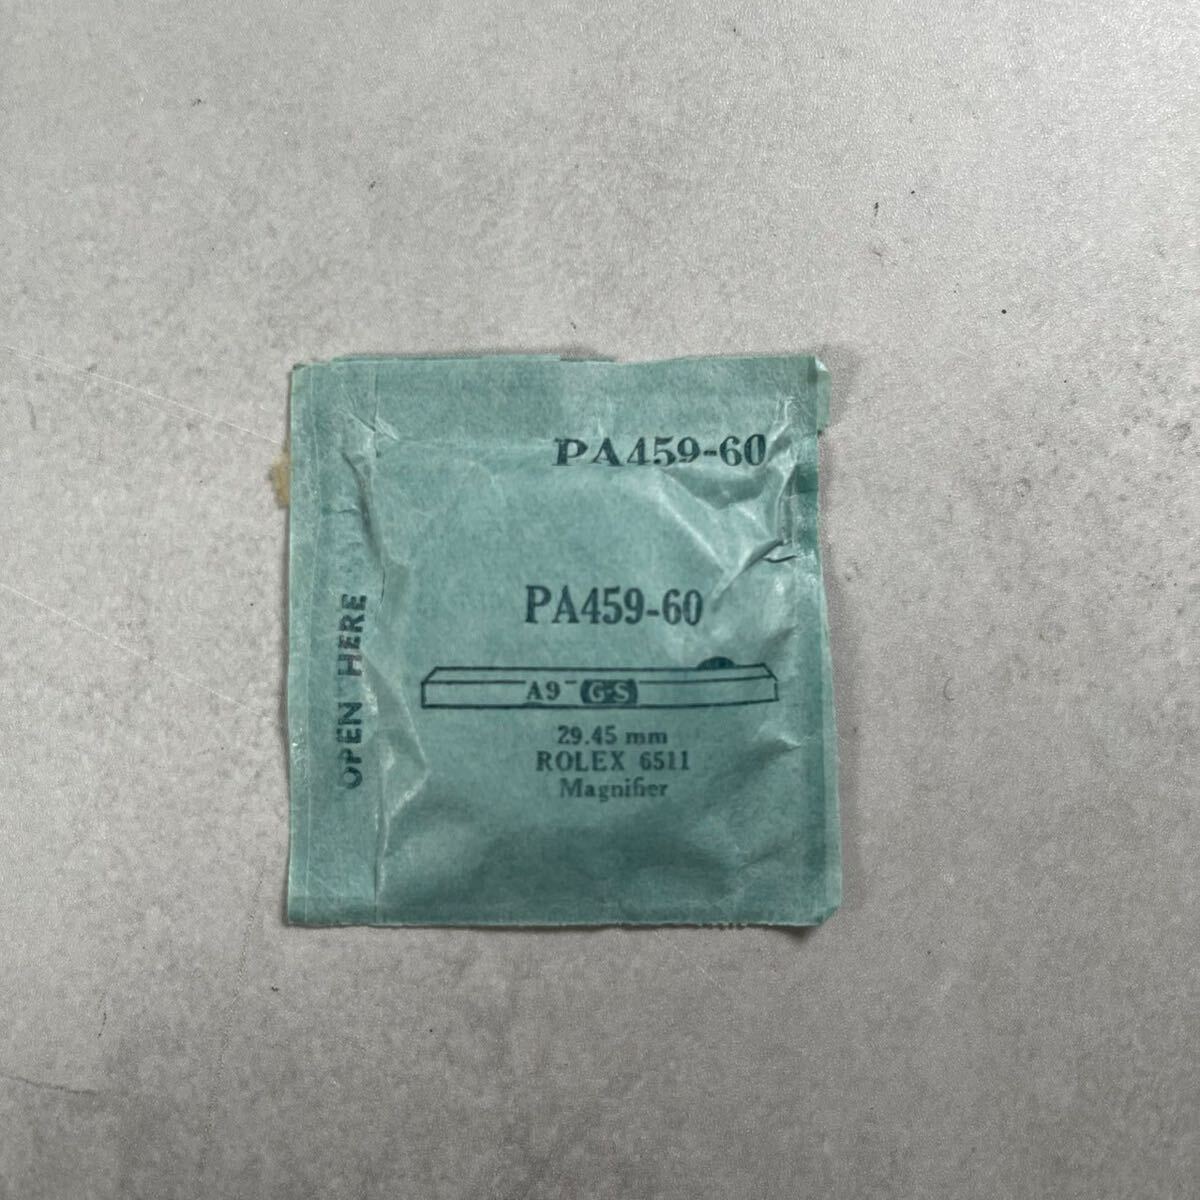 PA459-60
PA459-60
A9 G-S
29.45 mm
ROLEX 6511
Magnifier
OPEN HERE